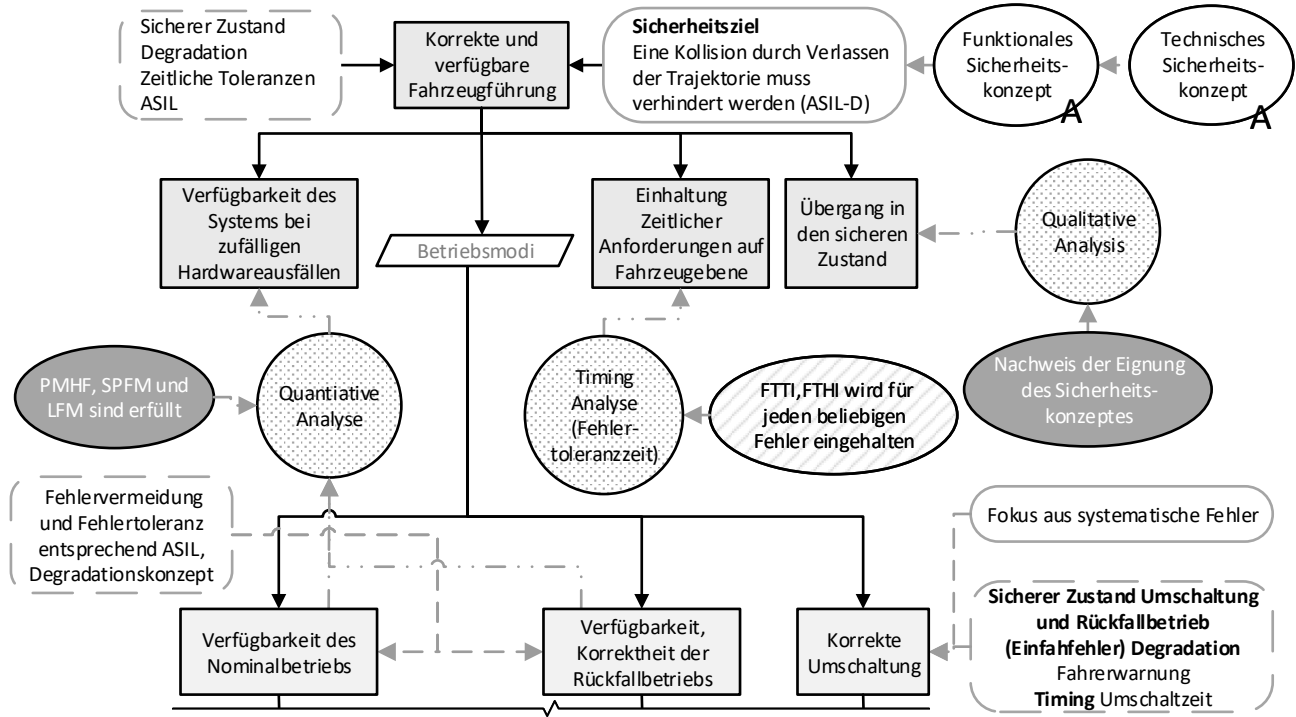 Sicherer Zustand
Degradation
Zeitliche Toleranzen
ASIL
Korrekte und
verfügbare
Fahrzeugführung
Sicherheitsziel
Eine Kollision durch Verlassen
der Trajektorie muss
verhindert werden (ASIL-D)
Funktionales
Sicherheits-
konzept
A
Technisches
Sicherheits-
konzept
A
Verfügbarkeit des
Systems bei
zufälligen
Hardwareausfällen
Betriebsmodi
Einhaltung
Zeitlicher
Anforderungen auf
Fahrzeugebene
Übergang in
den sicheren
Zustand
Qualitative
Analysis
PMHF, SPFM und
LFM sind erfüllt
Quantiative
Analyse
Timing
Analyse
(Fehler-
toleranzzeit)
FTTI,FTHI wird für
jeden beliebigen
Fehler eingehalten
Nachweis der Eignung
des Sicherheits-
konzeptes
Fehlervermeidung
und Fehlertoleranz
entsprechend ASIL,
Degradationskonzept
Fokus aus systematische Fehler
Verfügbarkeit des
Nominalbetriebs
Verfügbarkeit,
Korrektheit der
Rückfallbetriebs
Korrekte
Umschaltung
Sicherer Zustand Umschaltung
und Rückfallbetrieb
(Einfahfehler) Degradation
Fahrerwarnung
Timing Umschaltzeit